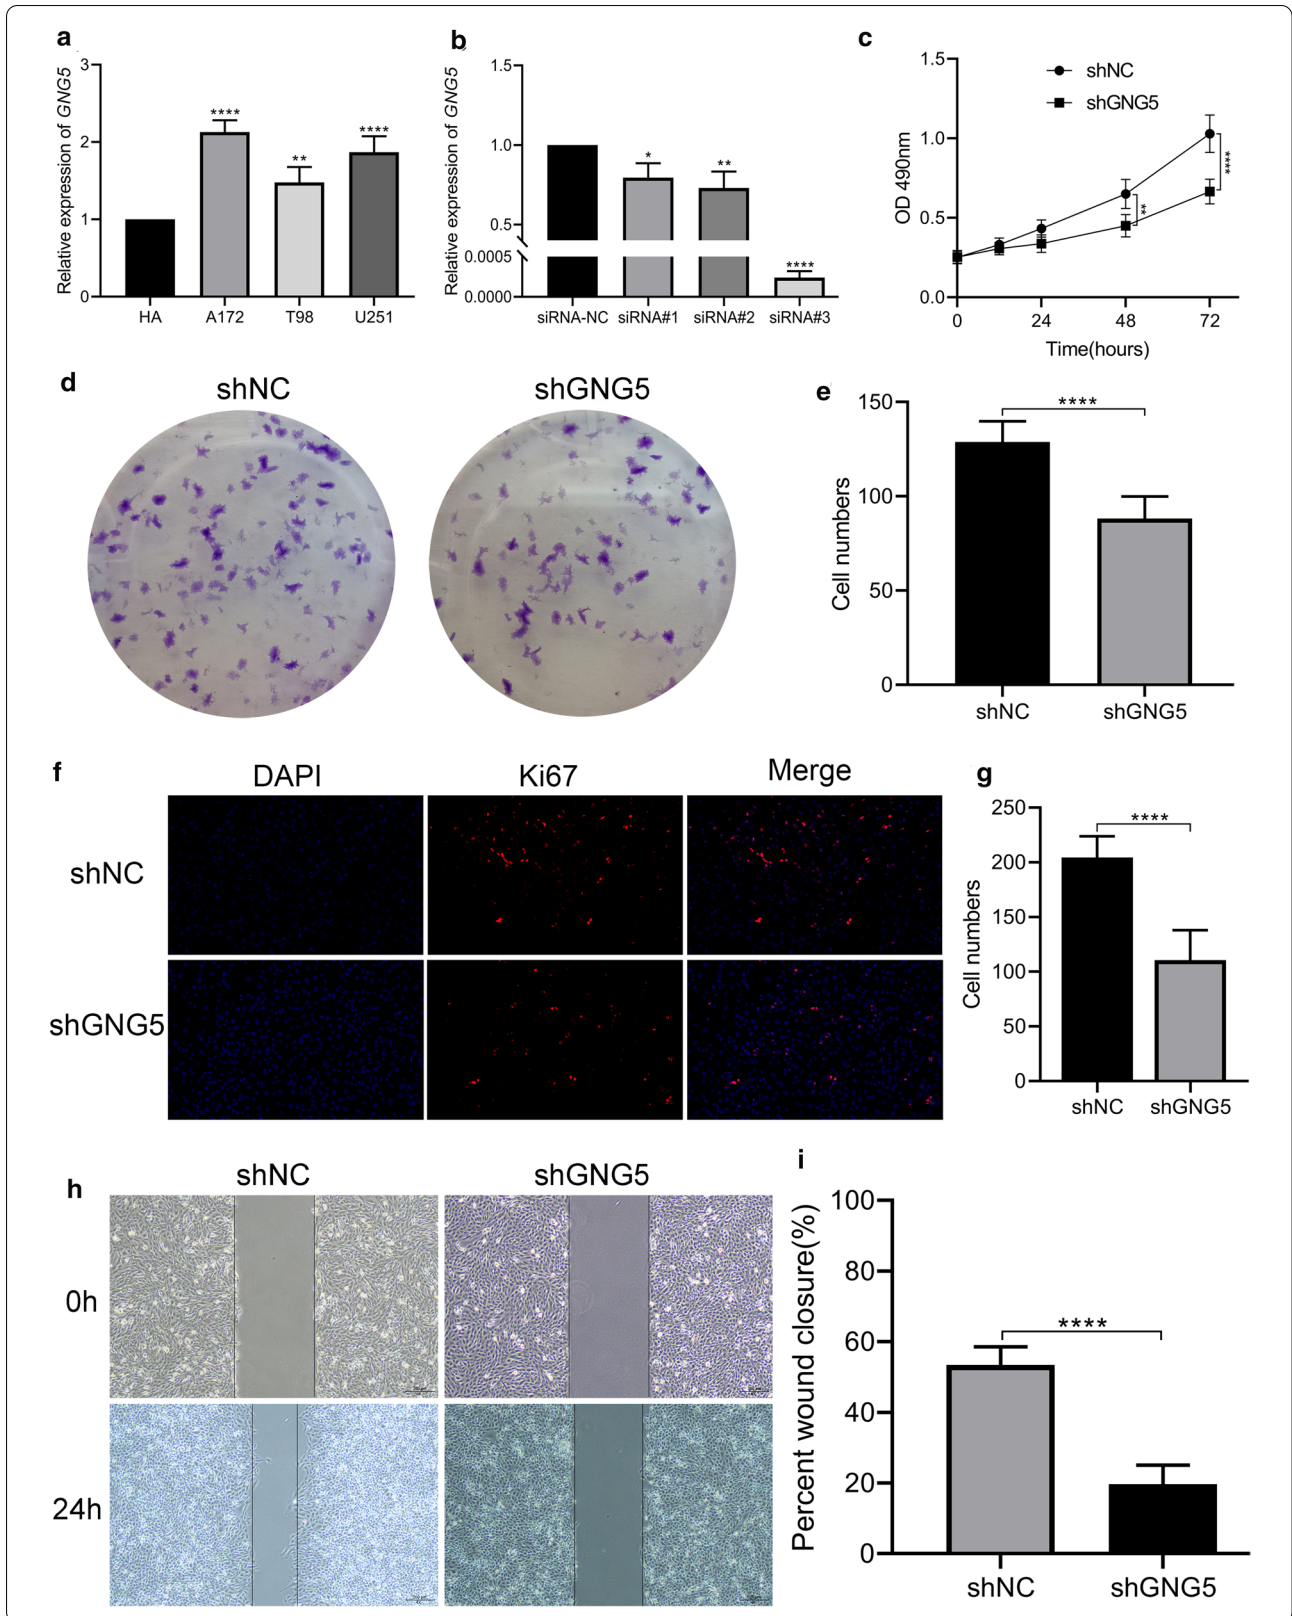 a
Relative expression of GNG5
3
2
1
0
**** ** ****
HA A172 T98 U251
b
Relative expression of GNG5
1.5
1.0
0.5
0.0005
0.0000
* ** ****
siRNA-NC siRNA#1 siRNA#2 siRNA#3
c
OD 490nm
1.5
1.0
0.5
0.0
shNC
shGNG5
**
****
0 24 48 72
Time(hours)
d
shNC shGNG5
e
Cell numbers
150
100
50
0
****
shNC shGNG5
f
DAPI Ki67 Merge
shNC
shGNG5
g
Cell numbers
250
200
150
100
50
0
****
shNC shGNG5
h
shNC shGNG5
0h
24h
i
Percent wound closure(%)
100
80
60
40
20
0
****
shNC shGNG5